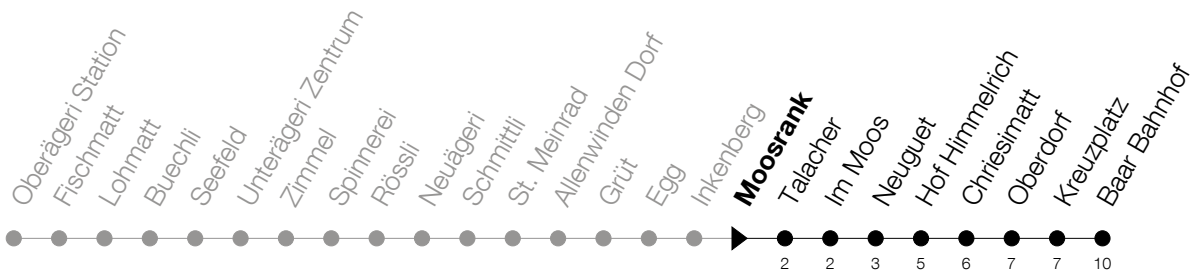 Oberägeri Station
Fischmatt
Lohmatt
Buechli
Seefeld
Unterägeri Zentrum
Zimmel
Spinnerei
Rössli
Neuägeri
Schmittli
St. Meinrad
Allenwinden Dorf
Grüt
Egg
Inkenberg
Moosrank
Talacher
Im Moos
Neuguet
Hof Himmelrich
Chriesimatt
Oberdorf
Kreuzplatz
Baar Bahnhof
2 2 3 5 6 7 7 10